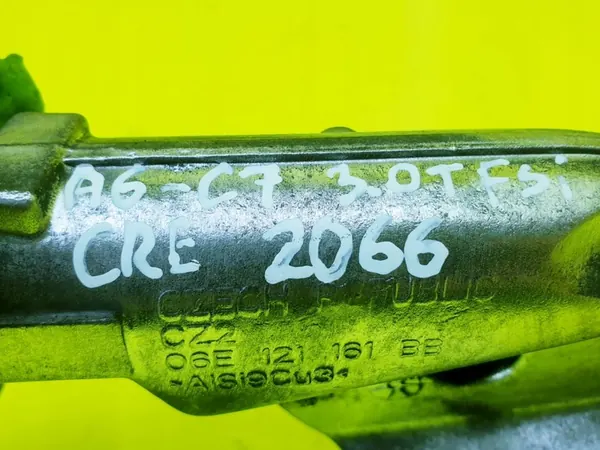 A6-C7 3.0TFSi
CRE 2066
CZECH REPUBLIC
CZ2
06E 121 161 BB
*AlSi9Cu3*